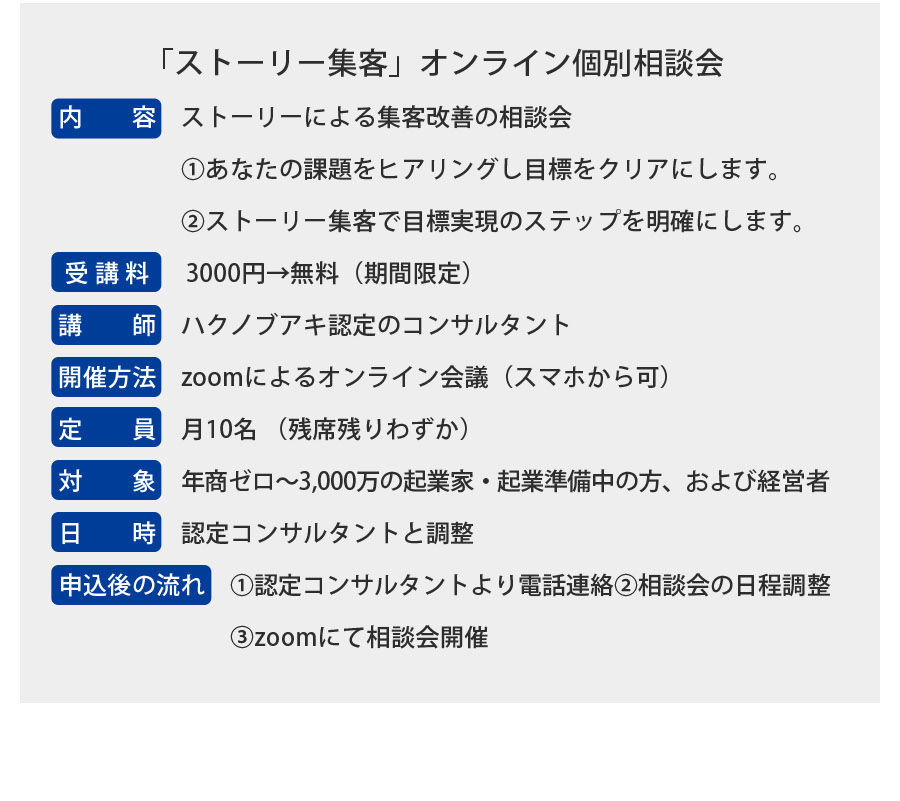 「ストーリー集客」オンライン個別相談会
内　容 ストーリーによる集客改善の相談会
①あなたの課題をヒアリングし目標をクリアにします。
②ストーリー集客で目標実現のステップを明確にします。
受講料 3000円→無料（期間限定）
講　師 ハクノブアキ認定のコンサルタント
開催方法 zoomによるオンライン会議（スマホから可）
定　員 月10名 （残席残りわずか）
対　象 年商ゼロ～3,000万の起業家・起業準備中の方、および経営者
日　時 認定コンサルタントと調整
申込後の流れ ①認定コンサルタントより電話連絡②相談会の日程調整
③zoomにて相談会開催